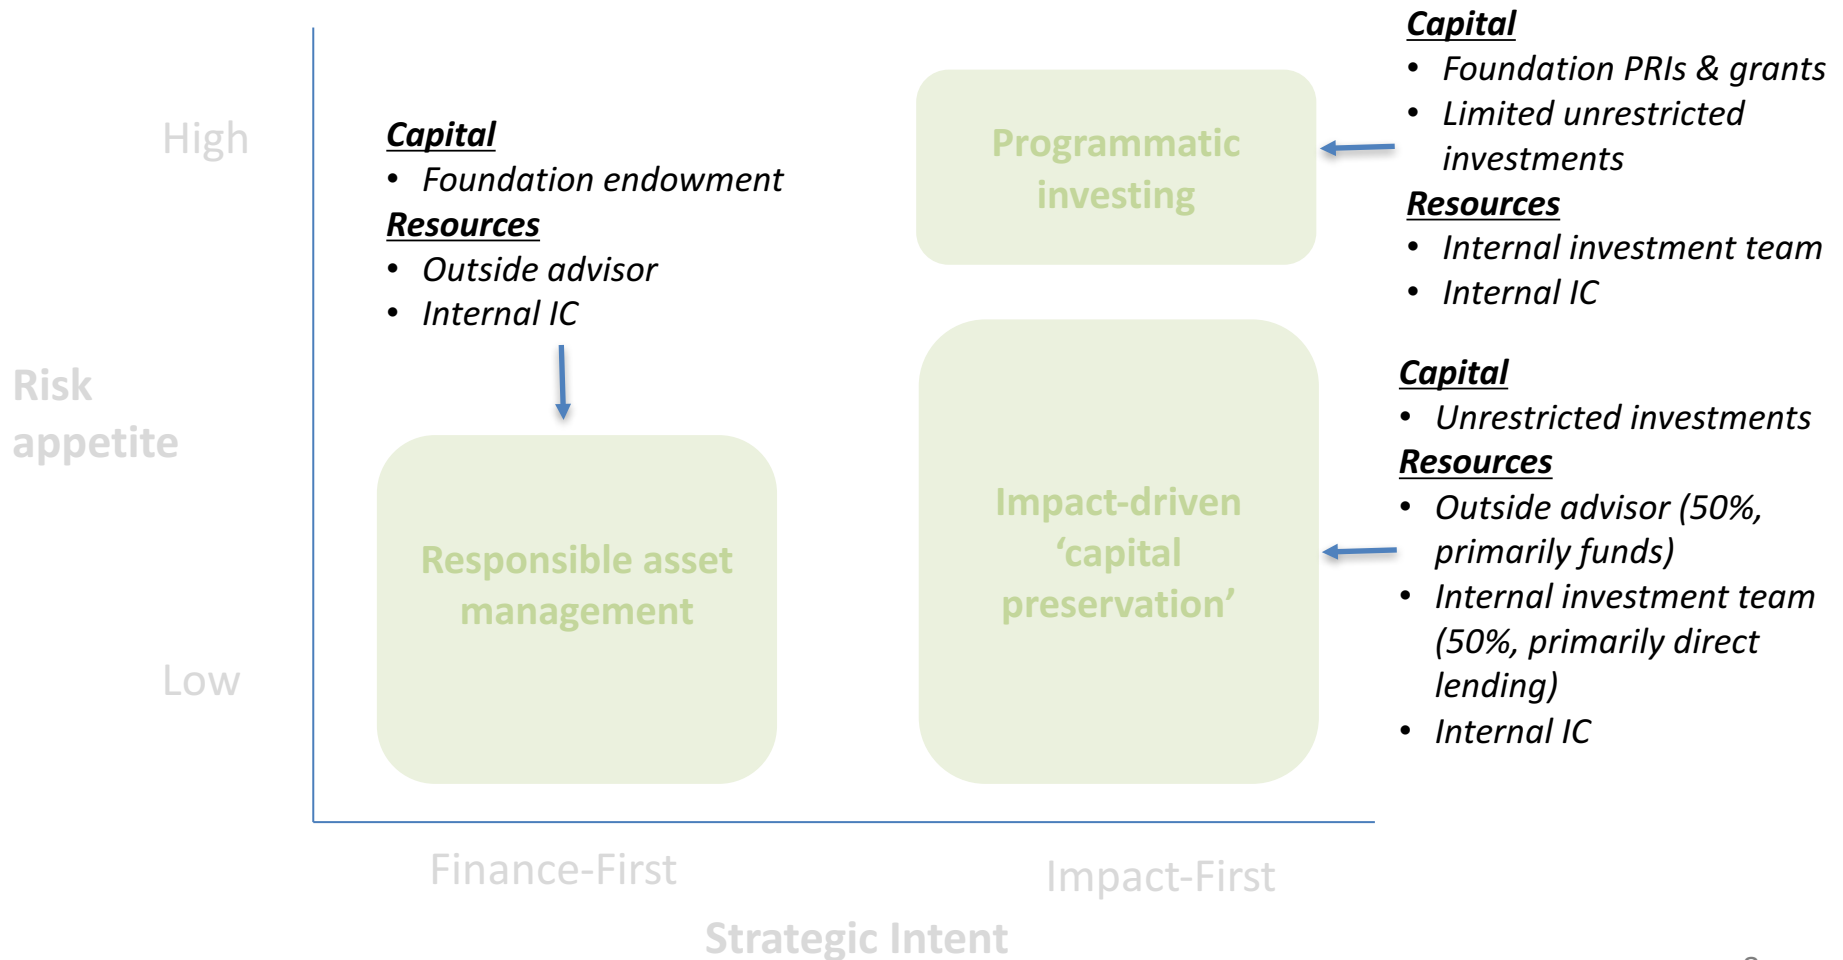 High
Risk
appetite
Low
Capital
• Foundation endowment
Resources
• Outside advisor
• Internal IC
Responsible asset
management
Programmatic
investing
Capital
• Foundation PRIs & grants
• Limited unrestricted
investments
Resources
• Internal investment team
• Internal IC
Impact-driven
‘capital
preservation’
Capital
• Unrestricted investments
Resources
• Outside advisor (50%,
primarily funds)
• Internal investment team
(50%, primarily direct
lending)
• Internal IC
Finance-First
Impact-First
Strategic Intent